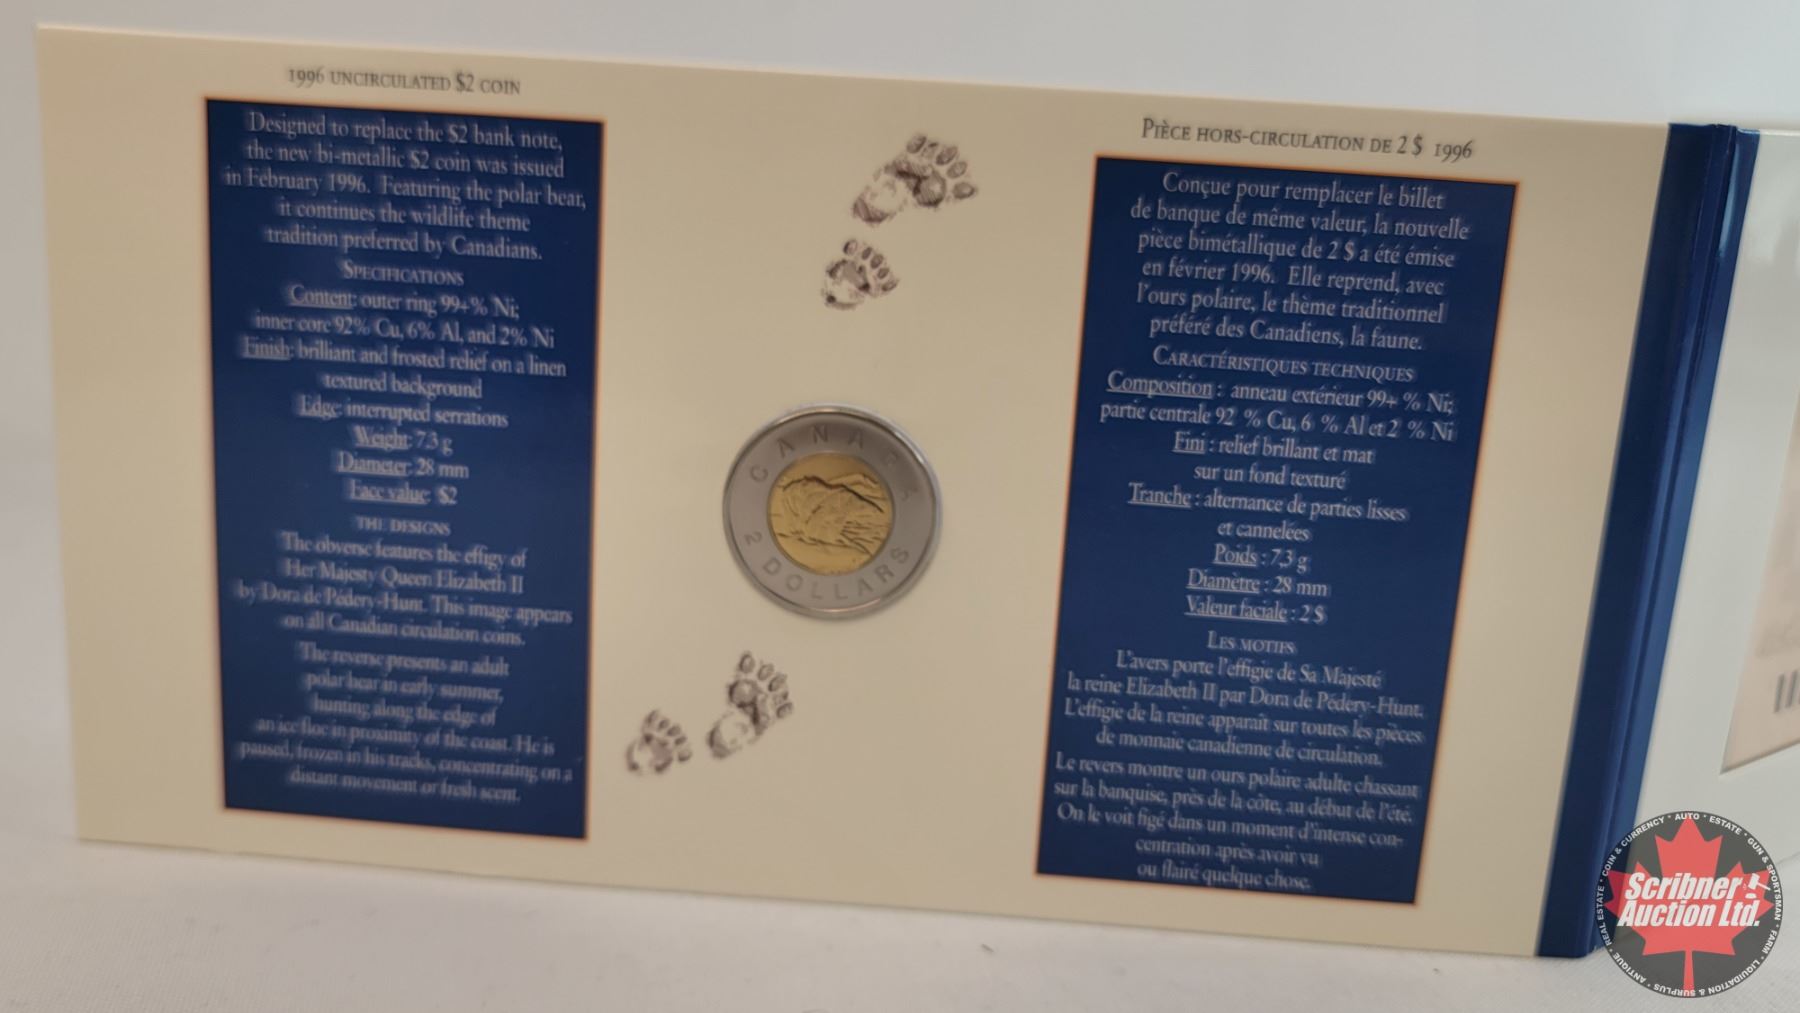 1996 UNCIRCULATED $2 COIN
Designed to replace the $2 bank note,
the new bi-metallic $2 coin was issued
in February 1996. Featuring the polar bear,
it continues the wildlife theme
tradition preferred by Canadians.
SPECIFICATIONS
Content: outer ring 99+% Ni;
inner core 92% Cu, 6% Al, and 2% Ni
Finish: brilliant and frosted relief on a linen
textured background
Edge: interrupted serrations
Weight: 7.3 g
Diameter: 28 mm
Face value: $2
THE DESIGNS
The obverse features the effigy of
Her Majesty Queen Elizabeth II
by Dora de Pédery-Hunt. This image appears
on all Canadian circulation coins.
The reverse presents an adult
polar bear in early summer,
hunting along the edge of
an ice floe in proximity of the coast. He is
paused, frozen in his tracks, concentrating on a
distant movement or fresh scent.
CANADA
2 DOLLARS
PIÈCE HORS-CIRCULATION DE 2 $ 1996
Conçue pour remplacer le billet
de banque de même valeur, la nouvelle
pièce bimétallique de 2 $ a été émise
en février 1996. Elle reprend, avec
l'ours polaire, le thème traditionnel
préféré des Canadiens, la faune.
CARACTÉRISTIQUES TECHNIQUES
Composition : anneau extérieur 99+ % Ni;
partie centrale 92 % Cu, 6 % Al et 2 % Ni
Fini : relief brillant et mat
sur un fond texturé
Tranche : alternance de parties lisses
et cannelées
Poids : 7,3 g
Diamètre : 28 mm
Valeur faciale : 2 $
LES MOTIFS
L'avers porte l'effigie de Sa Majesté
la reine Elizabeth II par Dora de Pédery-Hunt.
L'effigie de la reine apparaît sur toutes les pièces
de monnaie canadienne de circulation.
Le revers montre un ours polaire adulte chassant
sur la banquise, près de la côte, au début de l'été.
On le voit figé dans un moment d'intense con-
centration après avoir vu
ou flairé quelque chose.
Scribner
Auction Ltd.
REAL ESTATE • COIN & CURRENCY • AUTO • ESTATE • GUN & SPORTSMAN • FARM • LIQUIDATION & SURPLUS • ANTIQUE